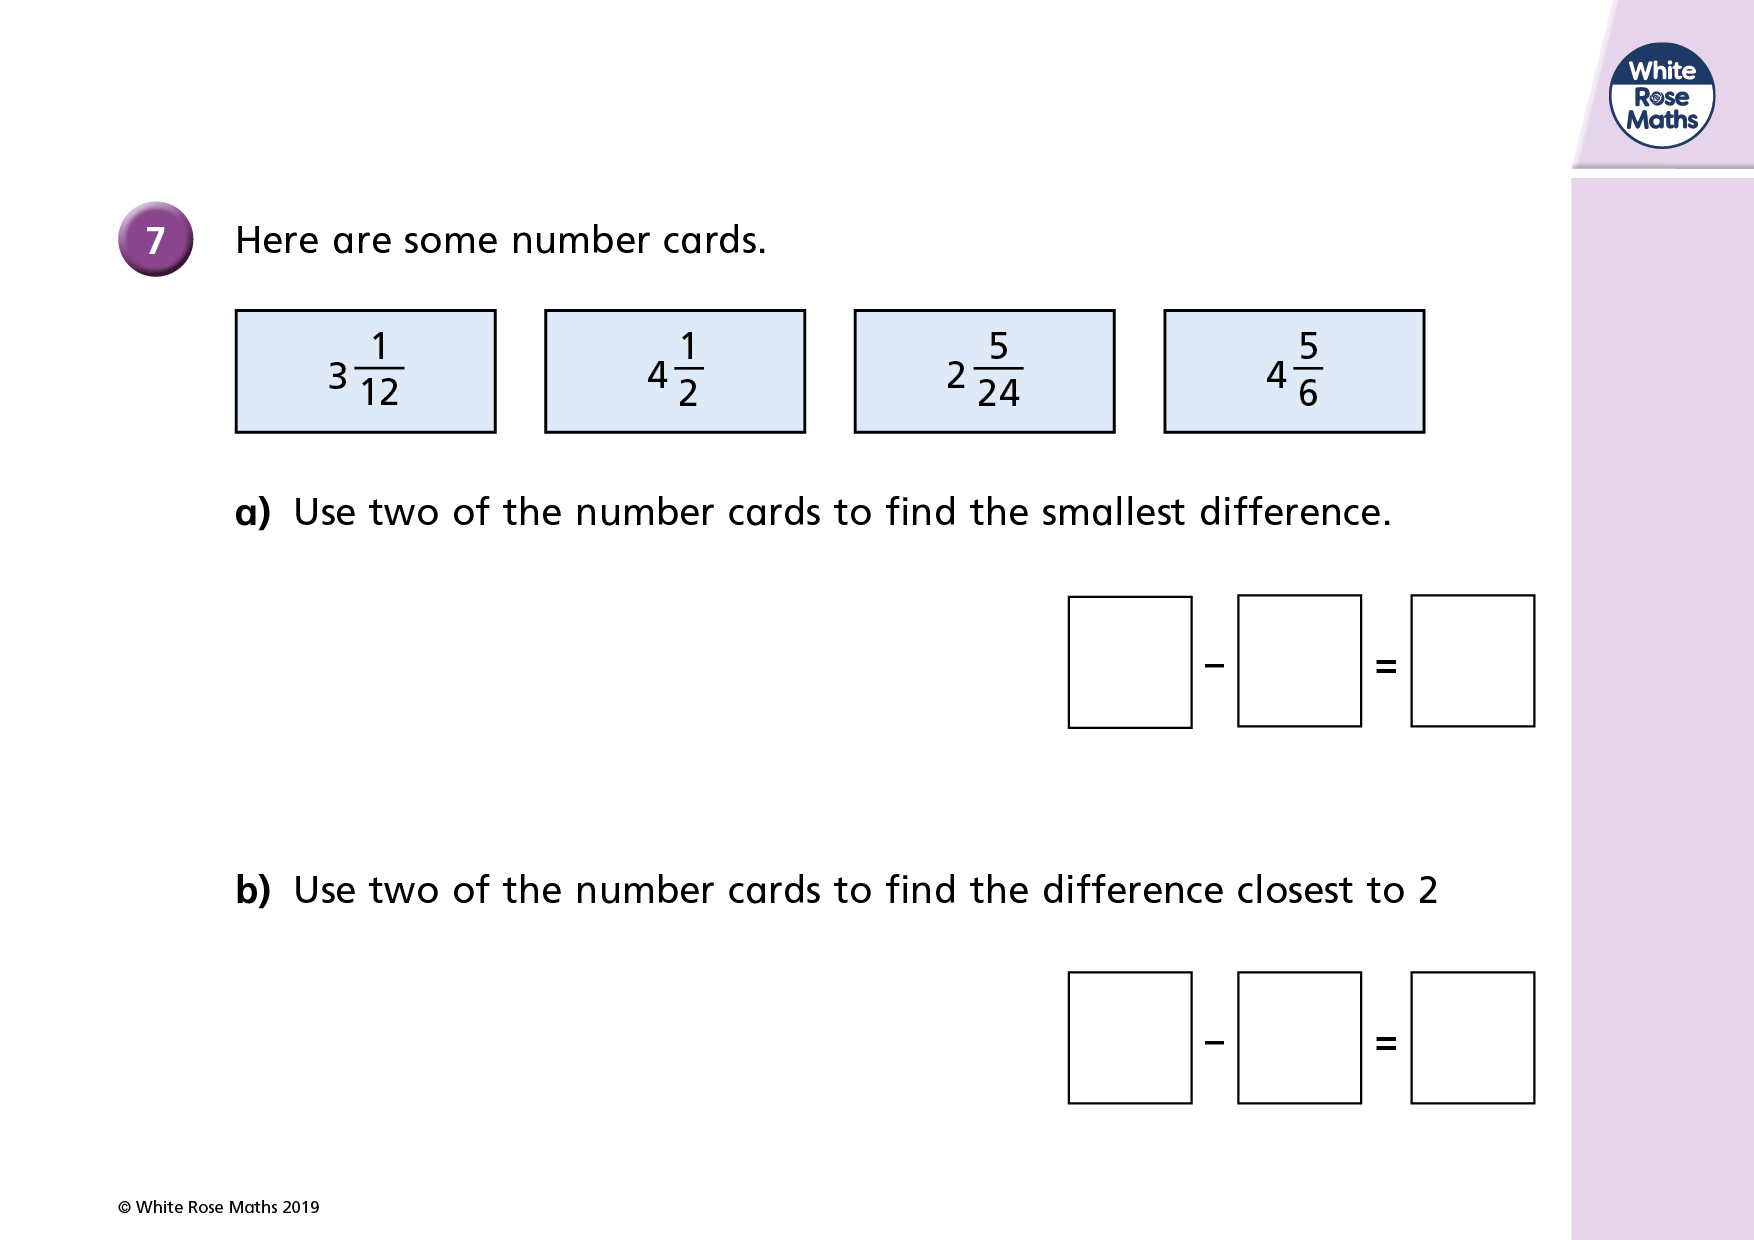 White
Rose
Maths
7 Here are some number cards.
3 1/12 4 1/2 2 5/24 4 5/6
a) Use two of the number cards to find the smallest difference.
– =
b) Use two of the number cards to find the difference closest to 2
– =
© White Rose Maths 2019